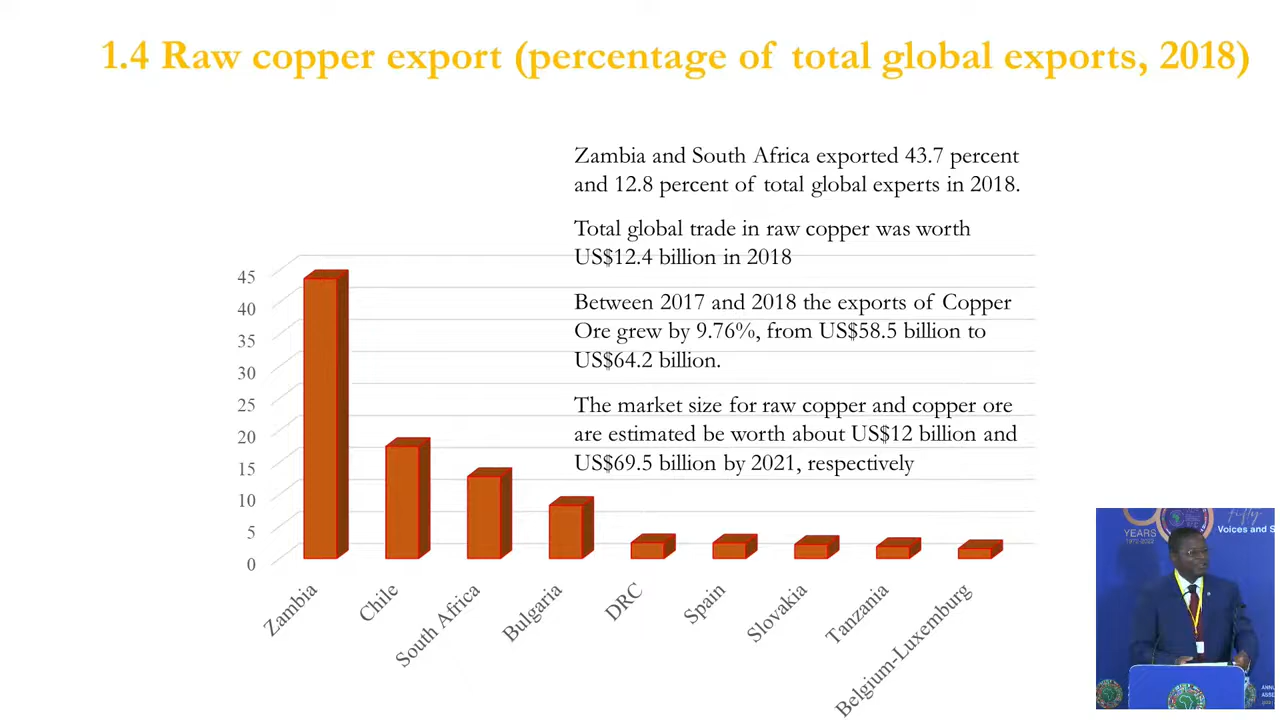 1.4 Raw copper export (percentage of total global exports, 2018)
Zambia and South Africa exported 43.7 percent
and 12.8 percent of total global experts in 2018.
Total global trade in raw copper was worth
US$12.4 billion in 2018
Between 2017 and 2018 the exports of Copper
Ore grew by 9.76%, from US$58.5 billion to
US$64.2 billion.
The market size for raw copper and copper ore
are estimated be worth about US$12 billion and
US$69.5 billion by 2021, respectively
45
40
35
30
25
20
15
10
5
0
Zambia
Chile
South Africa
Bulgaria
DRC
Spain
Slovakia
Tanzania
Belgium-Luxemburg
YEARS
Voices and S
ANNU